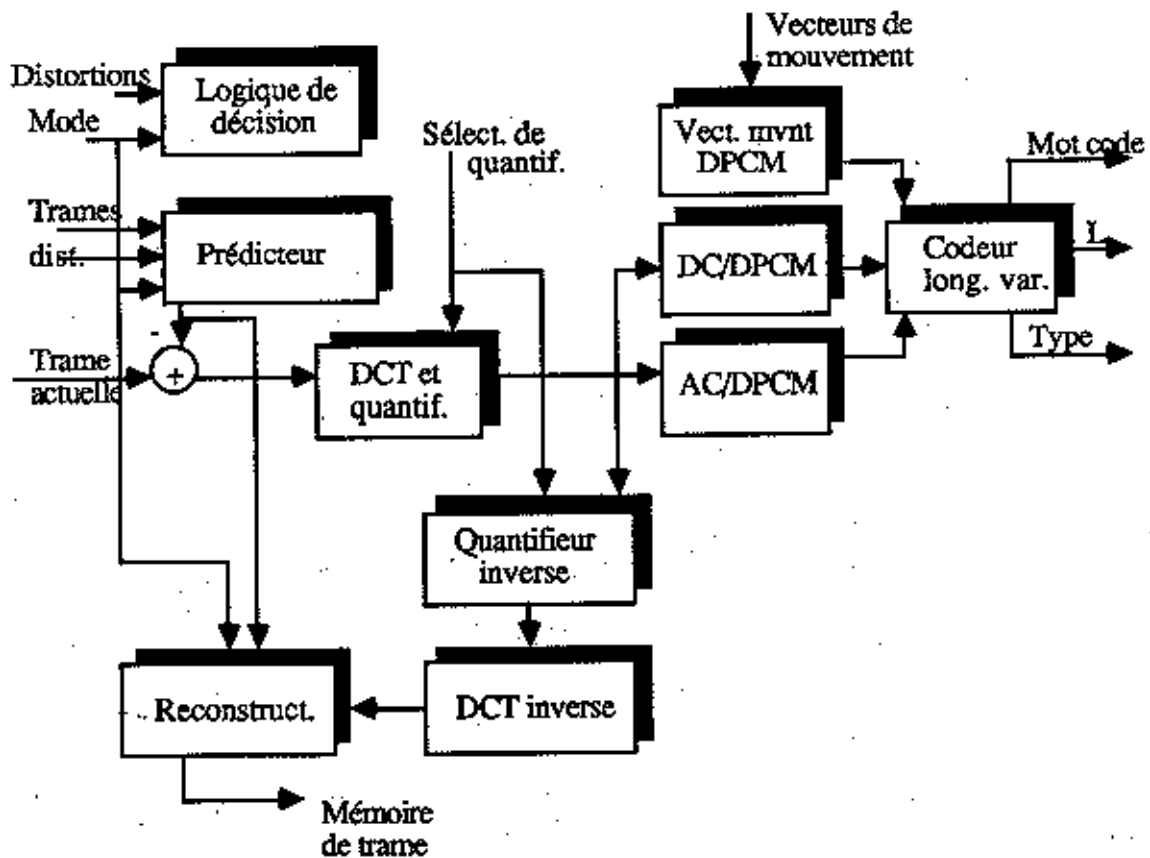 Vecteurs de
mouvement
Distortions
Logique de
décision
Mode
Sélect. de
quantif.
Vect. mvnt
DPCM
Mot code
Trames
dist.
Prédicteur
DC/DPCM
Codeur
long. var.
L
-
Trame
actuelle
+
DCT et
quantif.
AC/DPCM
Type
Quantifieur
inverse
Reconstruct.
DCT inverse
Mémoire
de trame